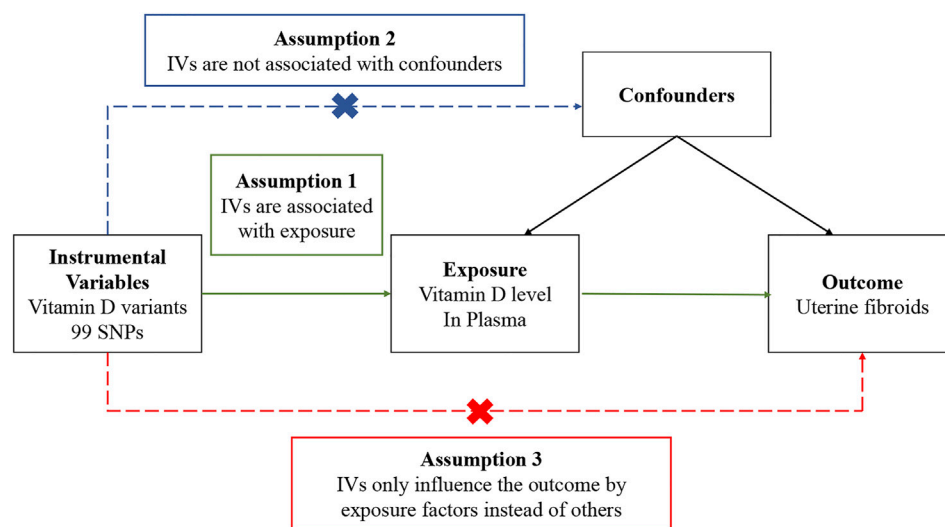 Assumption 2
IVs are not associated with confounders
Confounders
Assumption 1
IVs are associated
with exposure
Instrumental
Variables
Vitamin D variants
99 SNPs
Exposure
Vitamin D level
In Plasma
Outcome
Uterine fibroids
Assumption 3
IVs only influence the outcome by
exposure factors instead of others